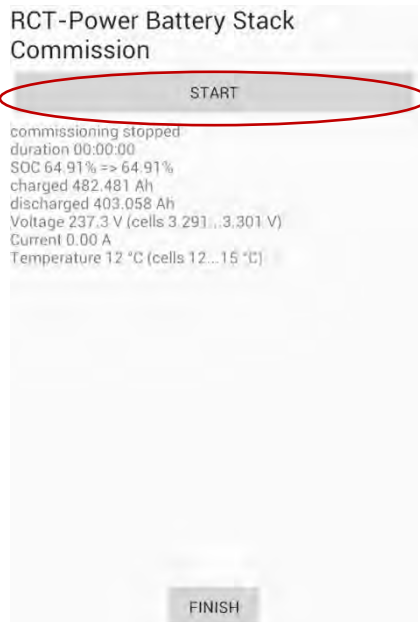 RCT-Power Battery Stack
Commission
START
commissioning stopped
duration 00:00:00
SOC 64.91% => 64.91%
charged 482.481 Ah
discharged 403.058 Ah
Voltage 237.3 V (cells 3.291...3.301 V)
Current 0.00 A
Temperature 12 °C (cells 12...15 °C)
FINISH